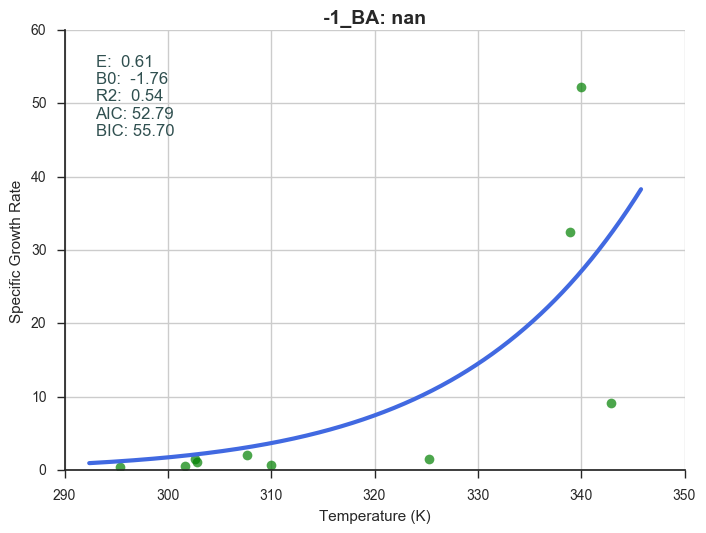 -1_BA: nan
60
50
40
30
20
10
0
E:  0.61
B0:  -1.76
R2:  0.54
AIC: 52.79
BIC: 55.70
Specific Growth Rate
290 300 310 320 330 340 350
Temperature (K)